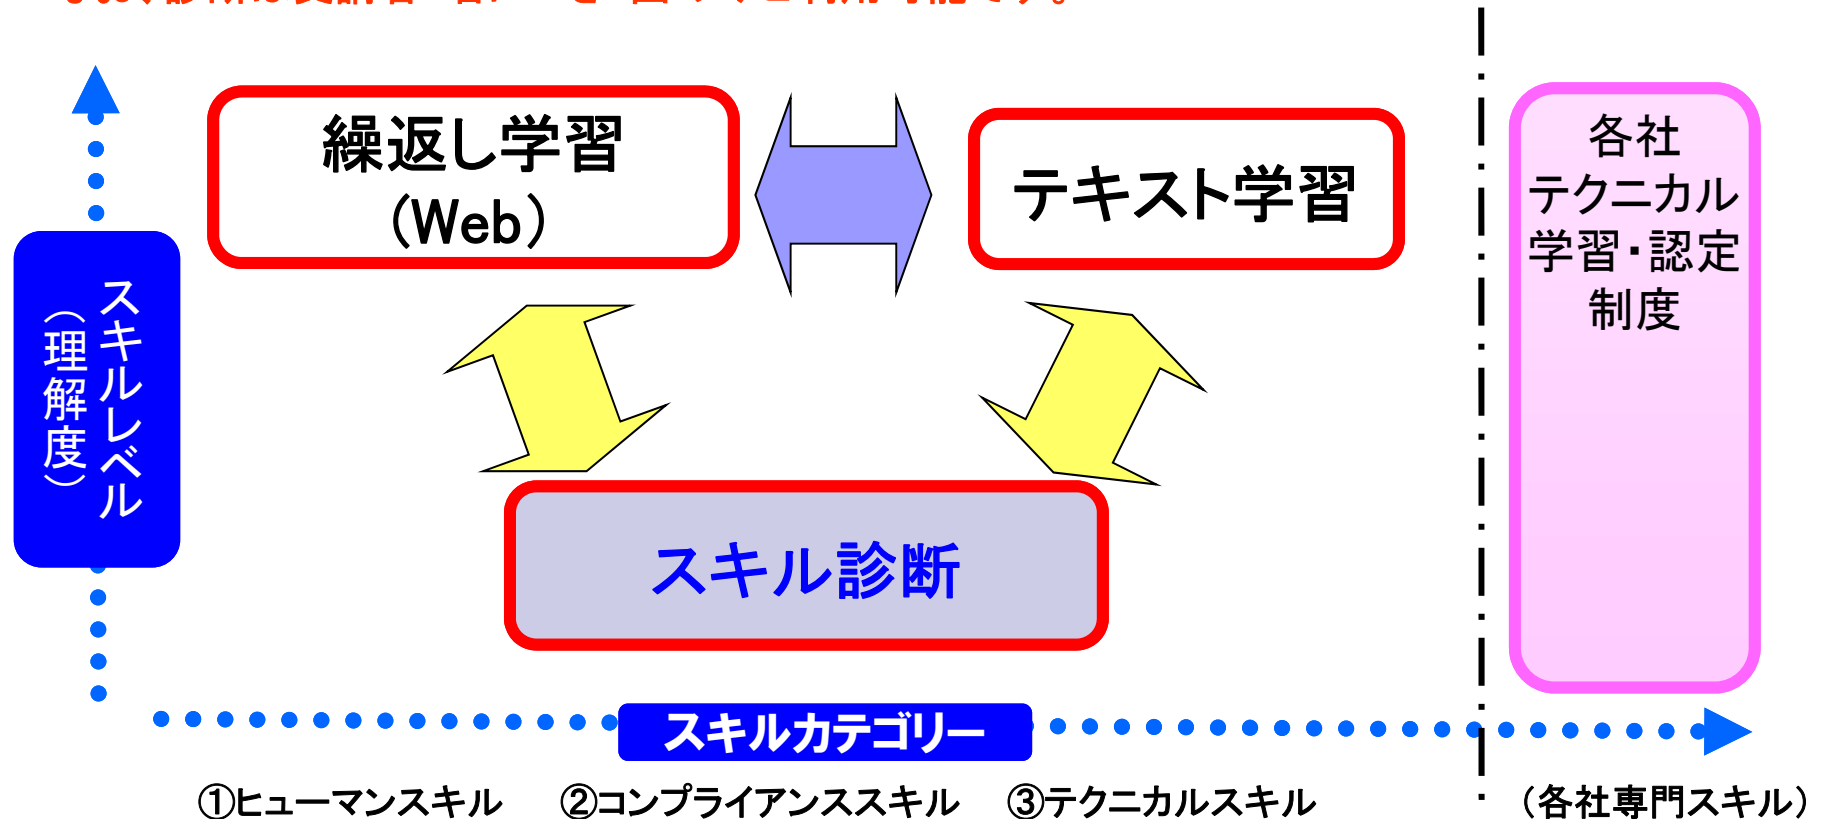 繰返し学習
(Web)
テキスト学習
各社
テクニカル
学習・認定
制度
スキルレベル
(理解度)
スキル診断
スキルカテゴリー
①ヒューマンスキル ②コンプライアンススキル ③テクニカルスキル (各社専門スキル)